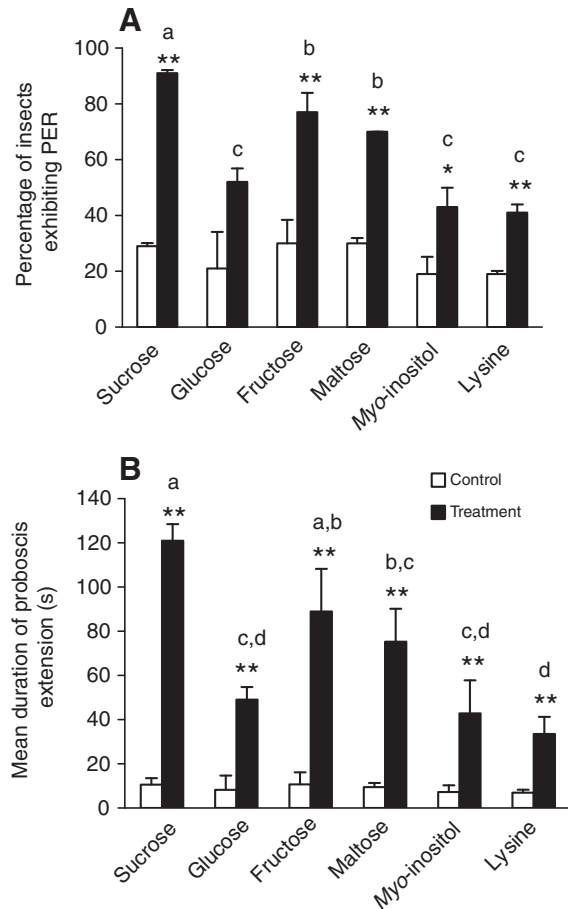 A
Percentage of insects
exhibiting PER
100
80
60
40
20
0
a
**
c
b
**
b
**
c
*
c
**
Sucrose
Glucose
Fructose
Maltose
Myo-inositol
Lysine
B
Control
Treatment
Mean duration of proboscis
extension (s)
140
120
100
80
60
40
20
0
a
**
c,d
**
a,b
**
b,c
**
c,d
**
d
**
Sucrose
Glucose
Fructose
Maltose
Myo-inositol
Lysine